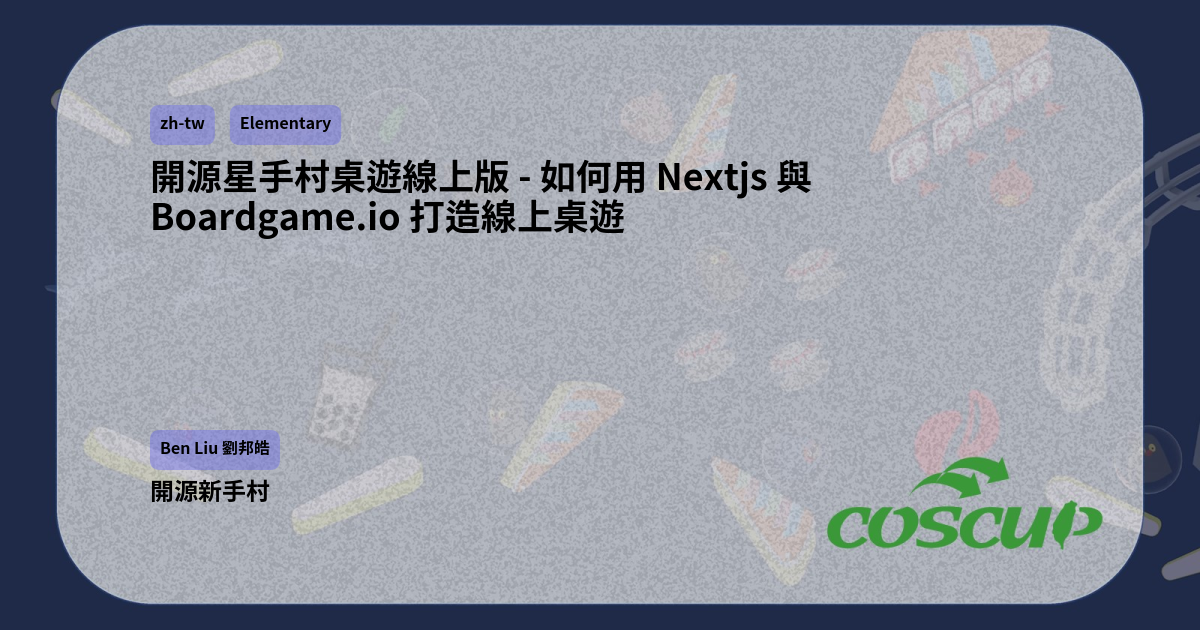 zh-tw Elementary
開源星手村桌遊線上版 - 如何用 Nextjs 與
Boardgame.io 打造線上桌遊
Ben Liu 劉邦皓
開源新手村
COSCUP